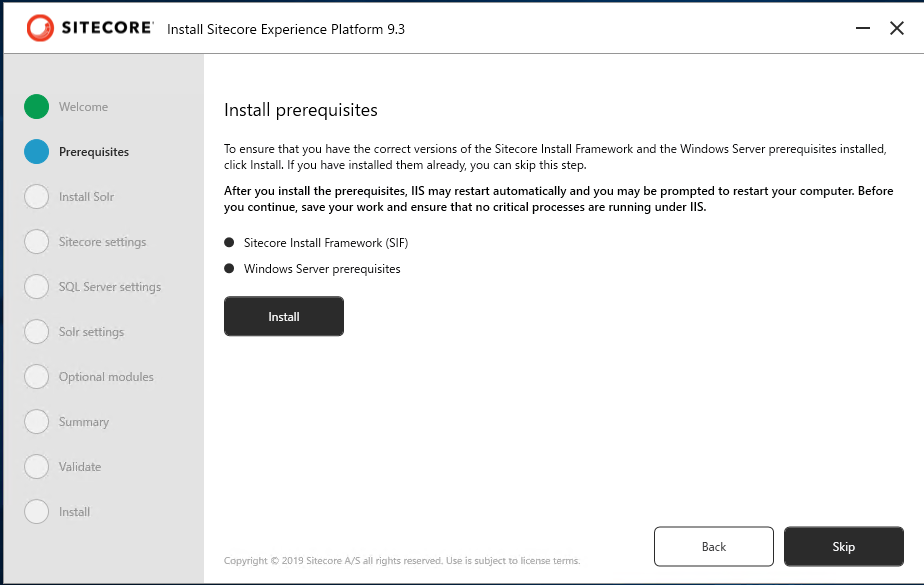 SITECORE Install Sitecore Experience Platform 9.3
Welcome
Prerequisites
Install Solr
Sitecore settings
SQL Server settings
Solr settings
Optional modules
Summary
Validate
Install
Install prerequisites
To ensure that you have the correct versions of the Sitecore Install Framework and the Windows Server prerequisites installed,
click Install. If you have installed them already, you can skip this step.
After you install the prerequisites, IIS may restart automatically and you may be prompted to restart your computer. Before
you continue, save your work and ensure that no critical processes are running under IIS.
Sitecore Install Framework (SIF)
Windows Server prerequisites
Install
Back
Skip
Copyright © 2019 Sitecore A/S all rights reserved. Use is subject to license terms.